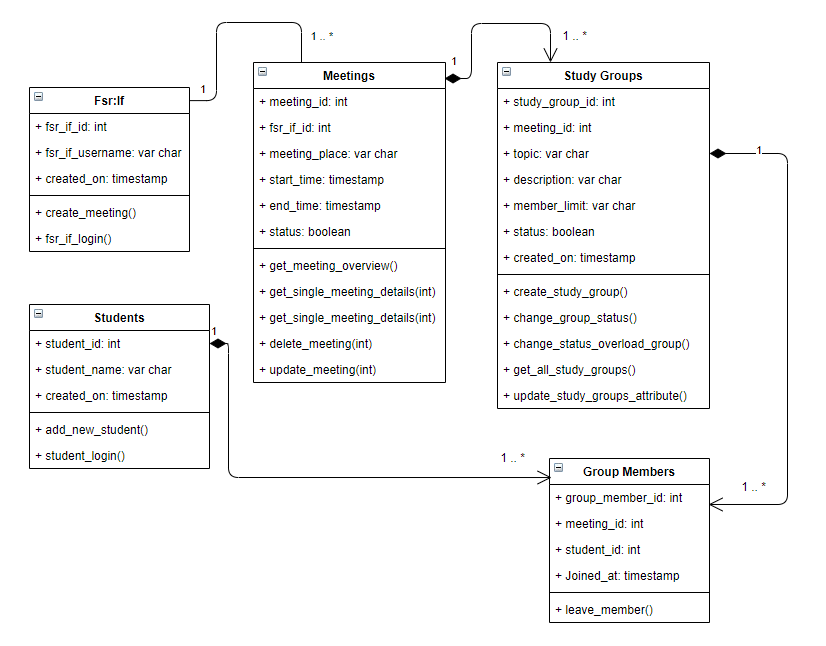 1
1 .. *
Fsr:If
+ fsr_if_id: int
+ fsr_if_username: var char
+ created_on: timestamp
+ create_meeting()
+ fsr_if_login()
Meetings
+ meeting_id: int
+ fsr_if_id: int
+ meeting_place: var char
+ start_time: timestamp
+ end_time: timestamp
+ status: boolean
+ get_meeting_overview()
+ get_single_meeting_details(int)
+ get_single_meeting_details(int)
+ delete_meeting(int)
+ update_meeting(int)
1
1 .. *
Study Groups
+ study_group_id: int
+ meeting_id: int
+ topic: var char
+ description: var char
+ member_limit: var char
+ status: boolean
+ created_on: timestamp
+ create_study_group()
+ change_group_status()
+ change_status_overload_group()
+ get_all_study_groups()
+ update_study_groups_attribute()
1
1 .. *
Students
+ student_id: int
+ student_name: var char
+ created_on: timestamp
+ add_new_student()
+ student_login()
1
1 .. *
Group Members
+ group_member_id: int
+ meeting_id: int
+ student_id: int
+ Joined_at: timestamp
+ leave_member()